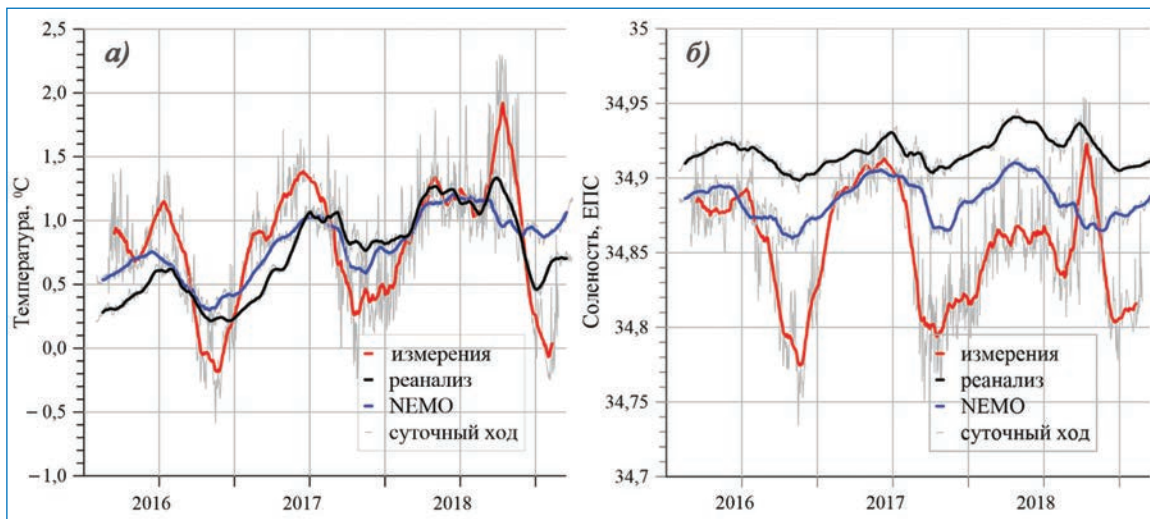 а)
Температура, ⁰C
2,5
2,0
1,5
1,0
0,5
0,0
– 0,5
–1,0
2016
2017
2018
измерения
реанализ
NEMO
суточный ход
б)
Соленость, ЕПС
35
34,95
34,9
34,85
34,8
34,75
34,7
2016
2017
2018
измерения
реанализ
NEMO
суточный ход